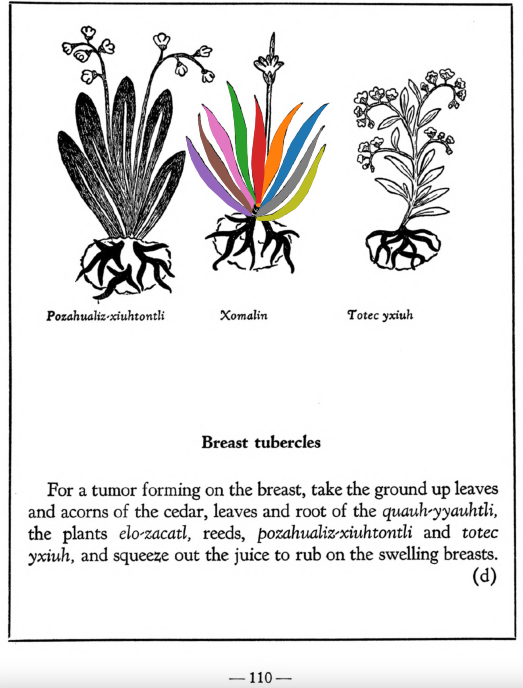 Pozahualiz-xiuhtontli
Xomalin
Totec yxiuh
Breast tubercles
For a tumor forming on the breast, take the ground up leaves
and acorns of the cedar, leaves and root of the quauh-yyauhtli,
the plants elo-zacatl, reeds, pozahualiz-xiuhtontli and totec
yxiuh, and squeeze out the juice to rub on the swelling breasts.
(d)
— 110 —